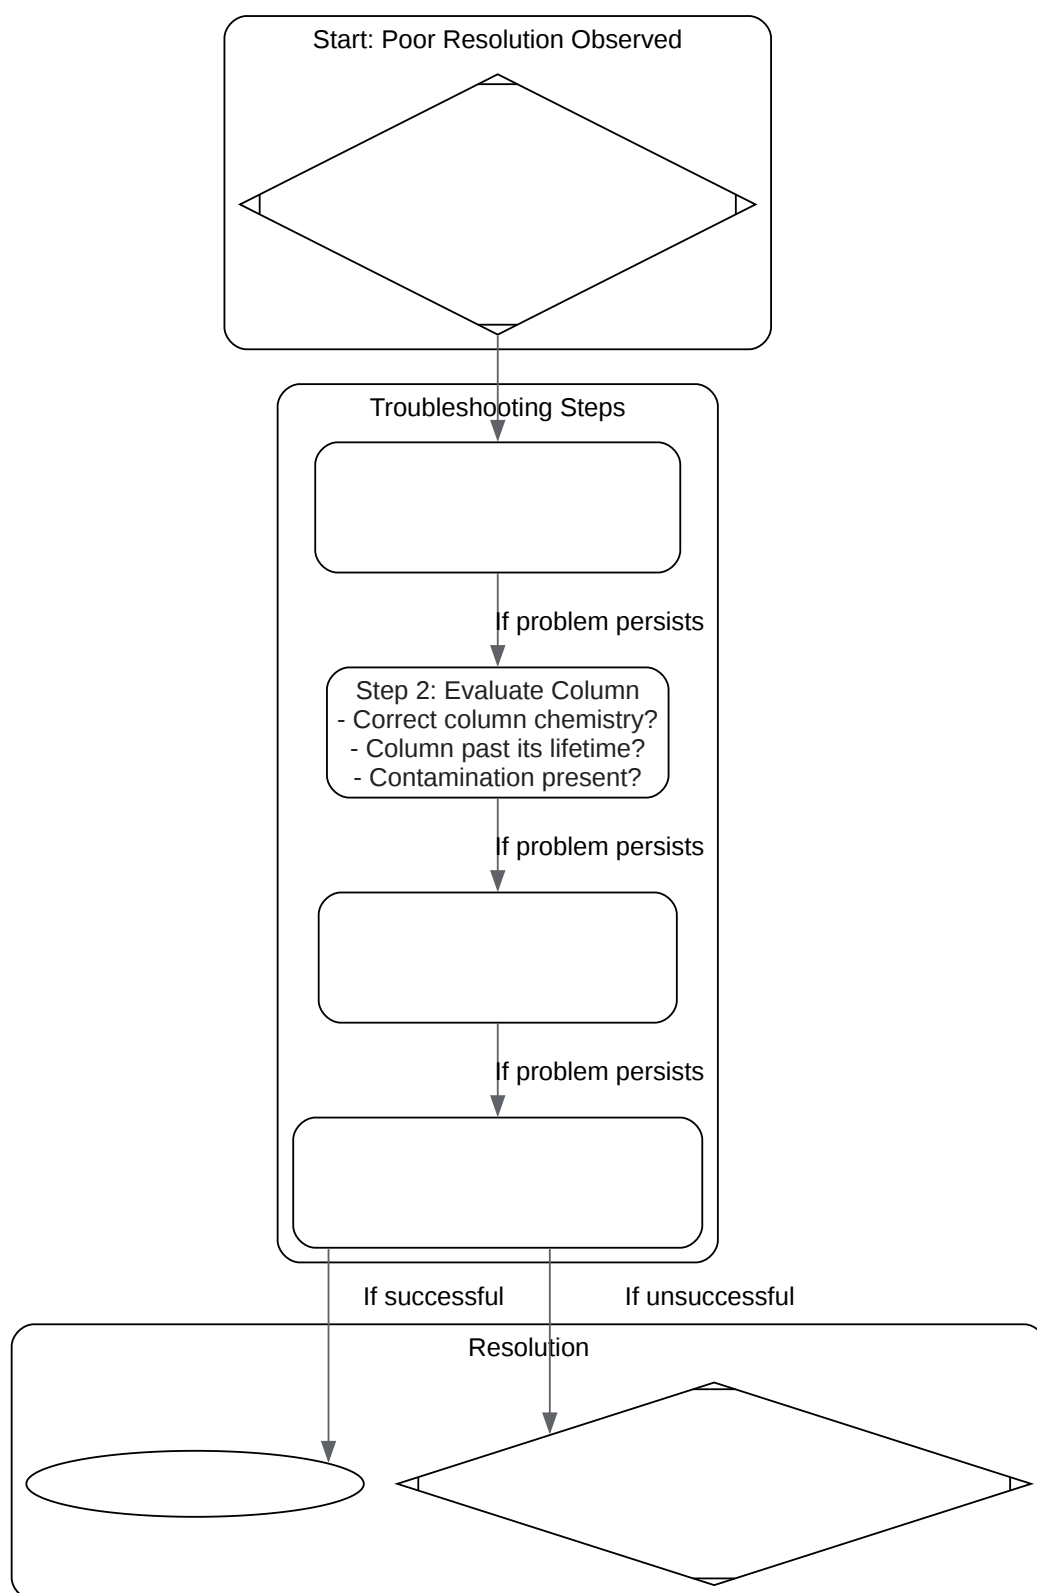 Start: Poor Resolution Observed
Troubleshooting Steps
If problem persists
Step 2: Evaluate Column
- Correct column chemistry?
- Column past its lifetime?
- Contamination present?
If problem persists
If problem persists
If successful
If unsuccessful
Resolution